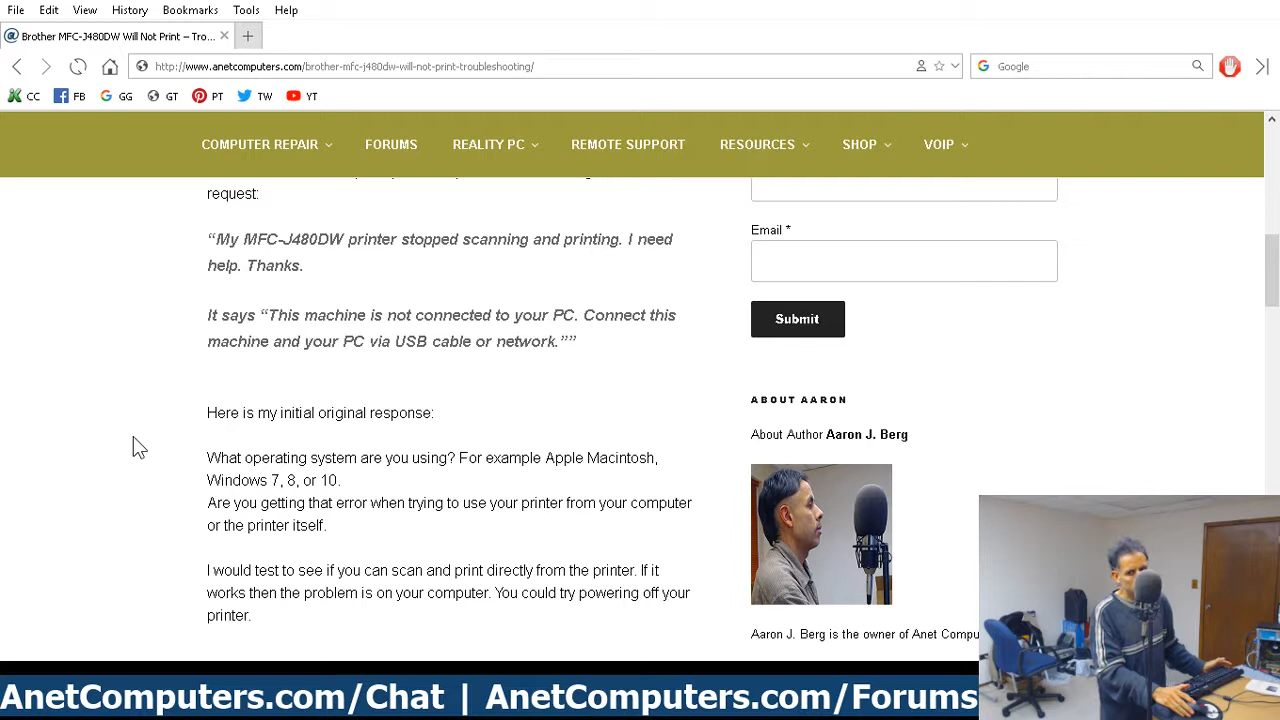 File Edit View History Bookmarks Tools Help
Brother MFC-J480DW Will Not Print – Tro...
http://www.anetcomputers.com/brother-mfc-j480dw-will-not-print-troubleshooting/
Google
CC FB GG GT PT TW YT
COMPUTER REPAIR FORUMS REALITY PC REMOTE SUPPORT RESOURCES SHOP VOIP
request:
“My MFC-J480DW printer stopped scanning and printing. I need
help. Thanks.
It says “This machine is not connected to your PC. Connect this
machine and your PC via USB cable or network.””
Here is my initial original response:
What operating system are you using? For example Apple Macintosh,
Windows 7, 8, or 10.
Are you getting that error when trying to use your printer from your computer
or the printer itself.
I would test to see if you can scan and print directly from the printer. If it
works then the problem is on your computer. You could try powering off your
printer.
Email *
Submit
ABOUT AARON
About Author Aaron J. Berg
Aaron J. Berg is the owner of Anet Compu
AnetComputers.com/Chat | AnetComputers.com/Forums